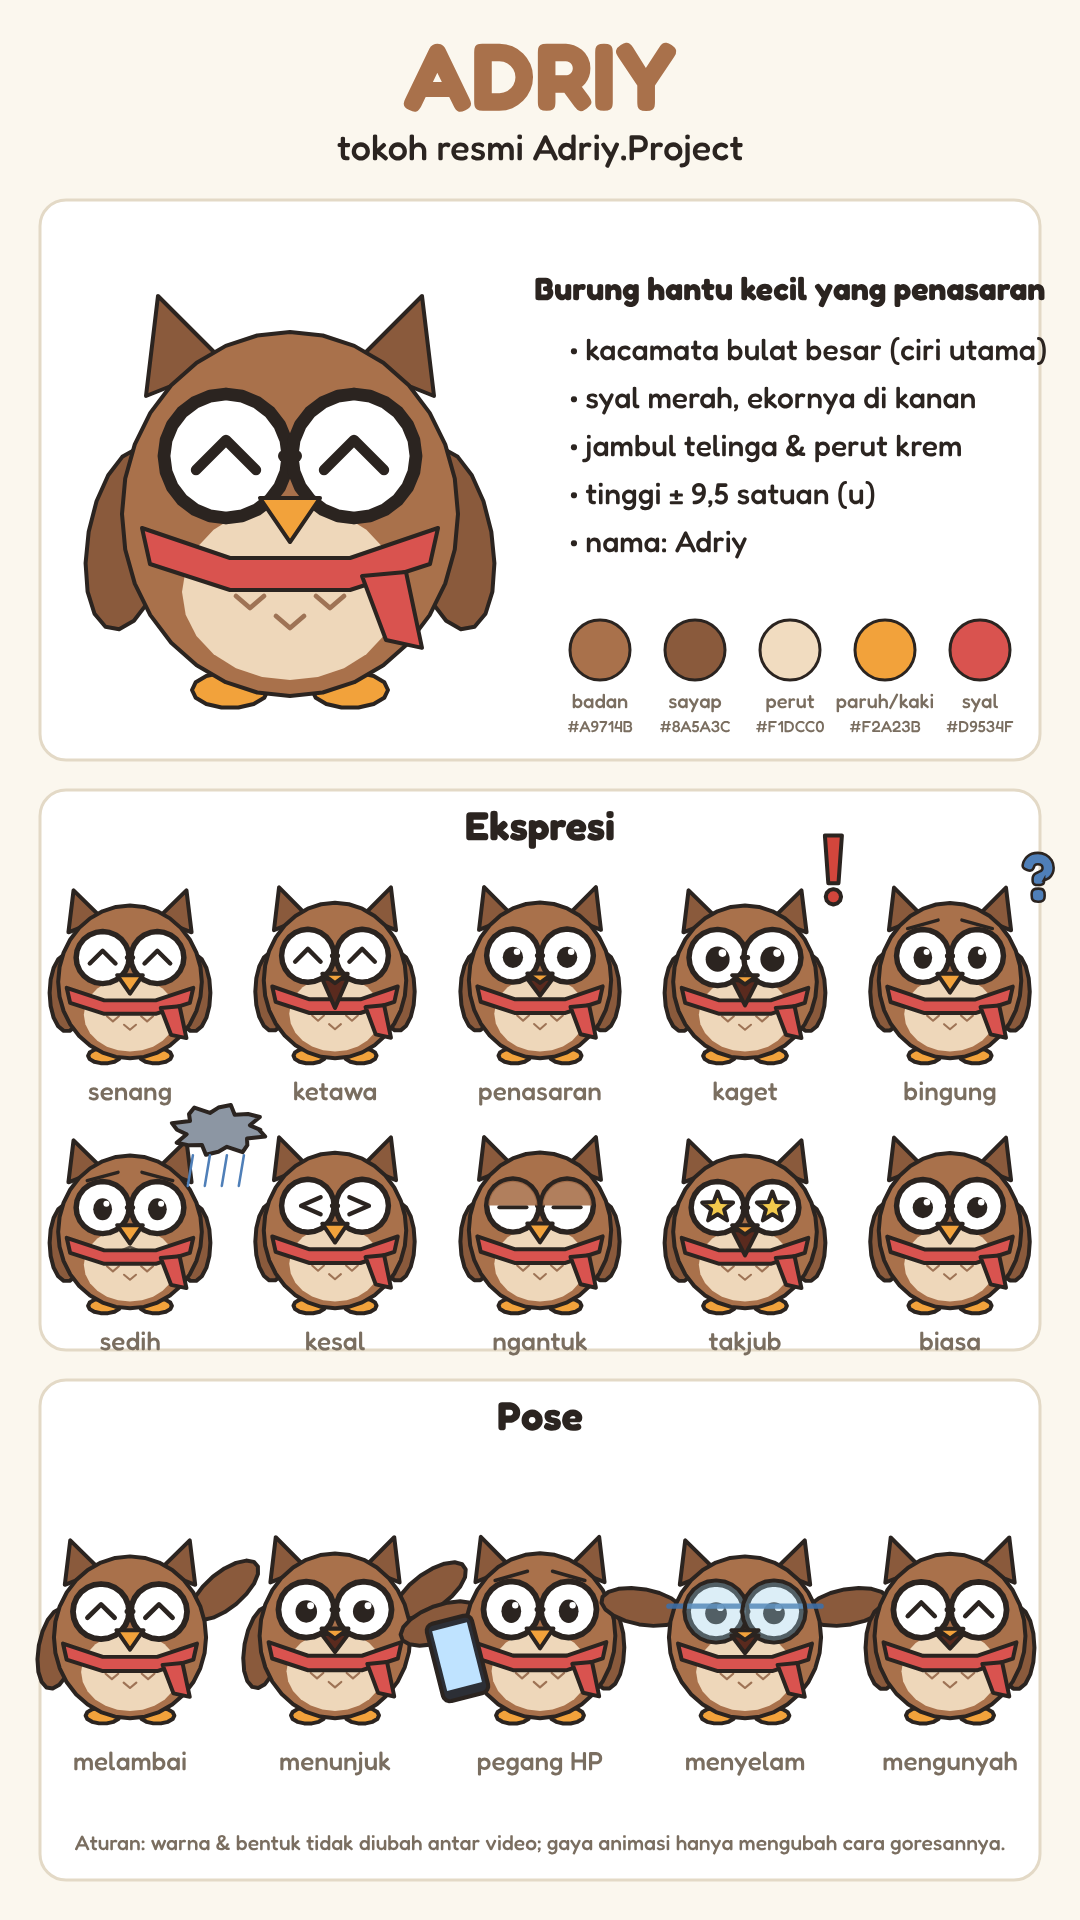 ADRIY
tokoh resmi Adriy.Project
Burung hantu kecil yang penasaran
• kacamata bulat besar (ciri utama)
• syal merah, ekornya di kanan
• jambul telinga & perut krem
• tinggi ± 9,5 satuan (u)
• nama: Adriy
badan sayap perut paruh/kaki syal
#A9714B #8A5A3C #F1DCC0 #F2A23B #D9534F
Ekspresi
! ?
senang ketawa penasaran kaget bingung
sedih kesal ngantuk takjub biasa
Pose
melambai menunjuk pegang HP menyelam mengunyah
Aturan: warna & bentuk tidak diubah antar video; gaya animasi hanya mengubah cara goresannya.